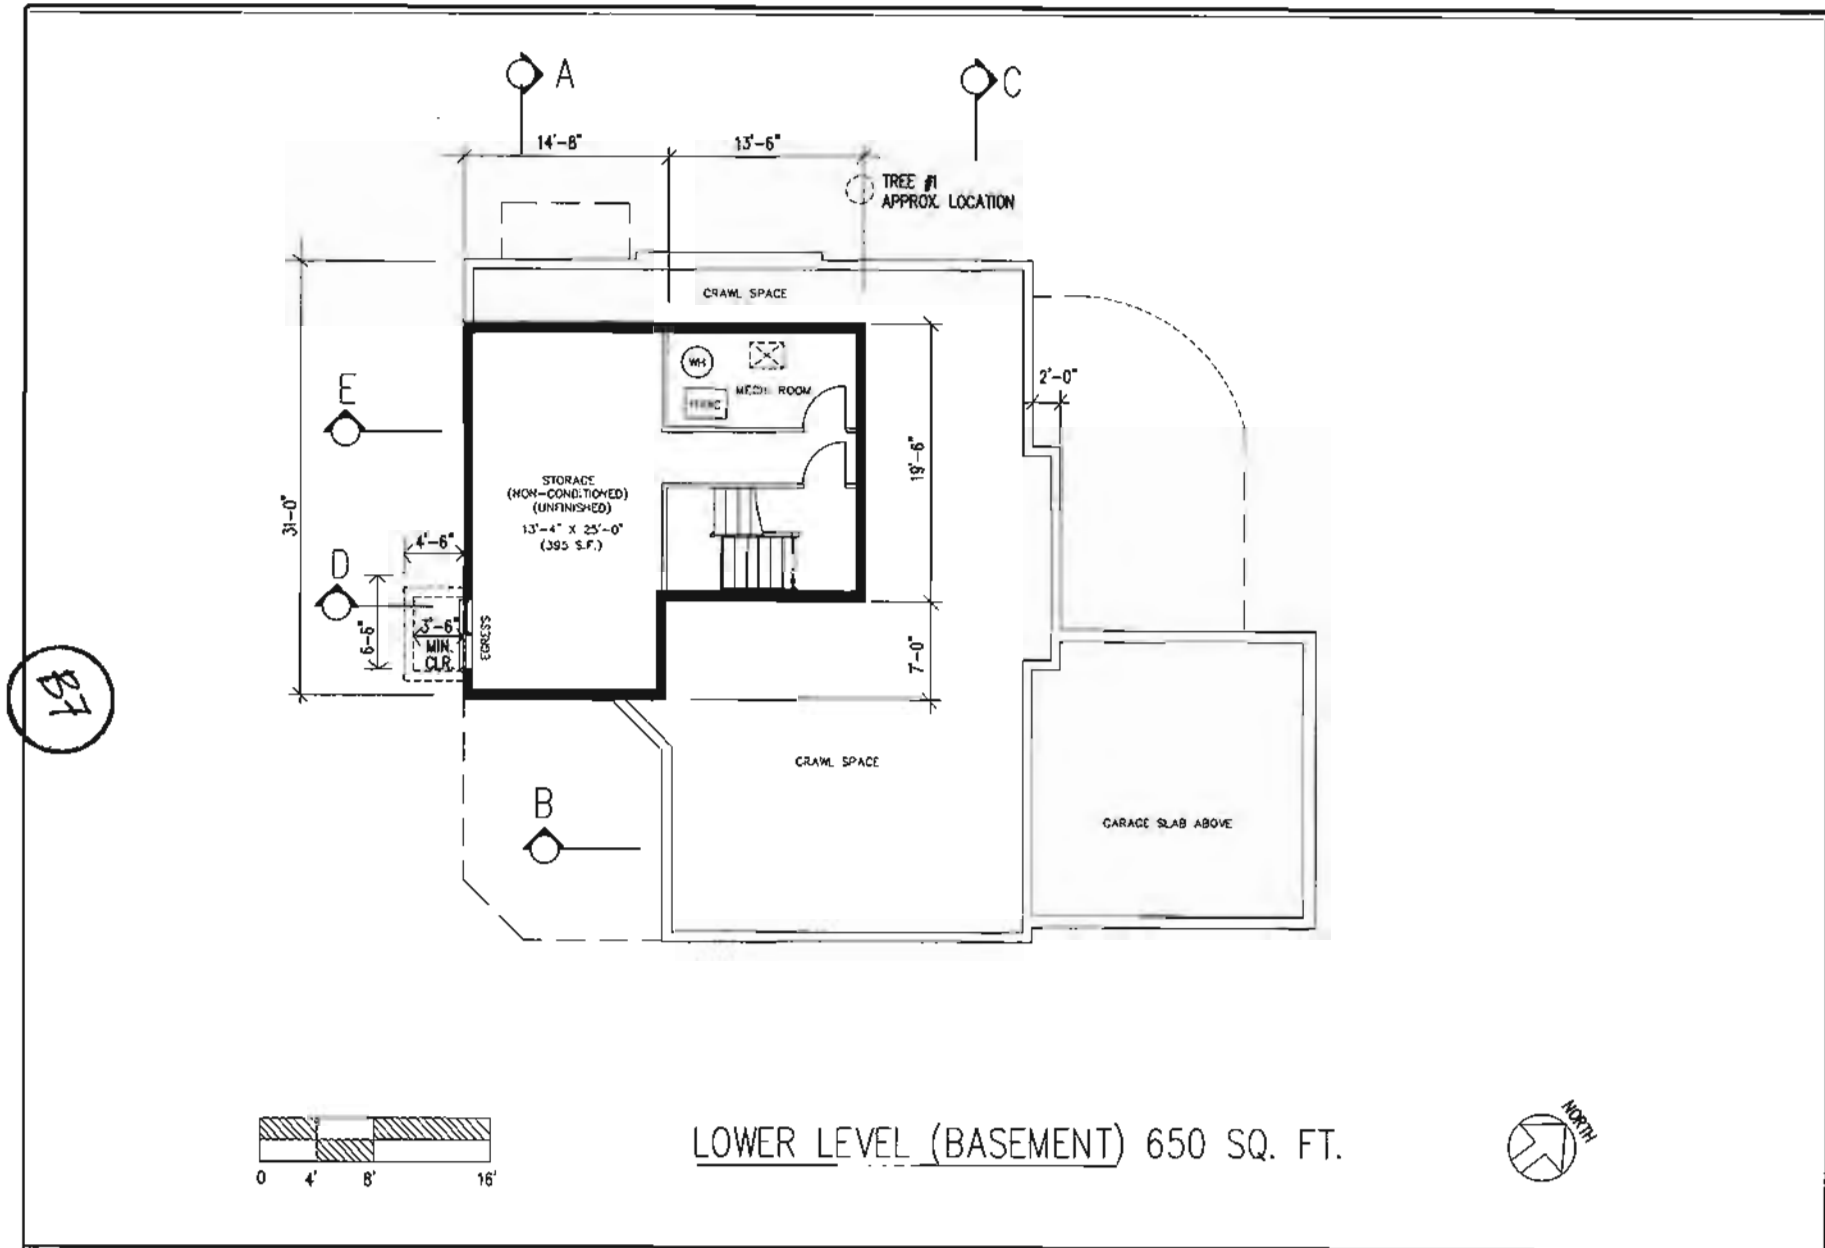 A
C
14'-8"
13'-6"
TREE #1
APPROX. LOCATION
CRAWL SPACE
WH
MECH. ROOM
FURNC
2'-0"
E
19'-6"
STORAGE
(NON-CONDITIONED)
(UNFINISHED)
13'-4" X 25'-0"
(395 S.F.)
31'-0"
4'-6"
D
6-6"
3'-6"
MIN.
CLR.
EGRESS
7'-0"
B7
CRAWL SPACE
B
GARAGE SLAB ABOVE
NORTH
LOWER LEVEL (BASEMENT) 650 SQ. FT.
0 4' 8' 16'